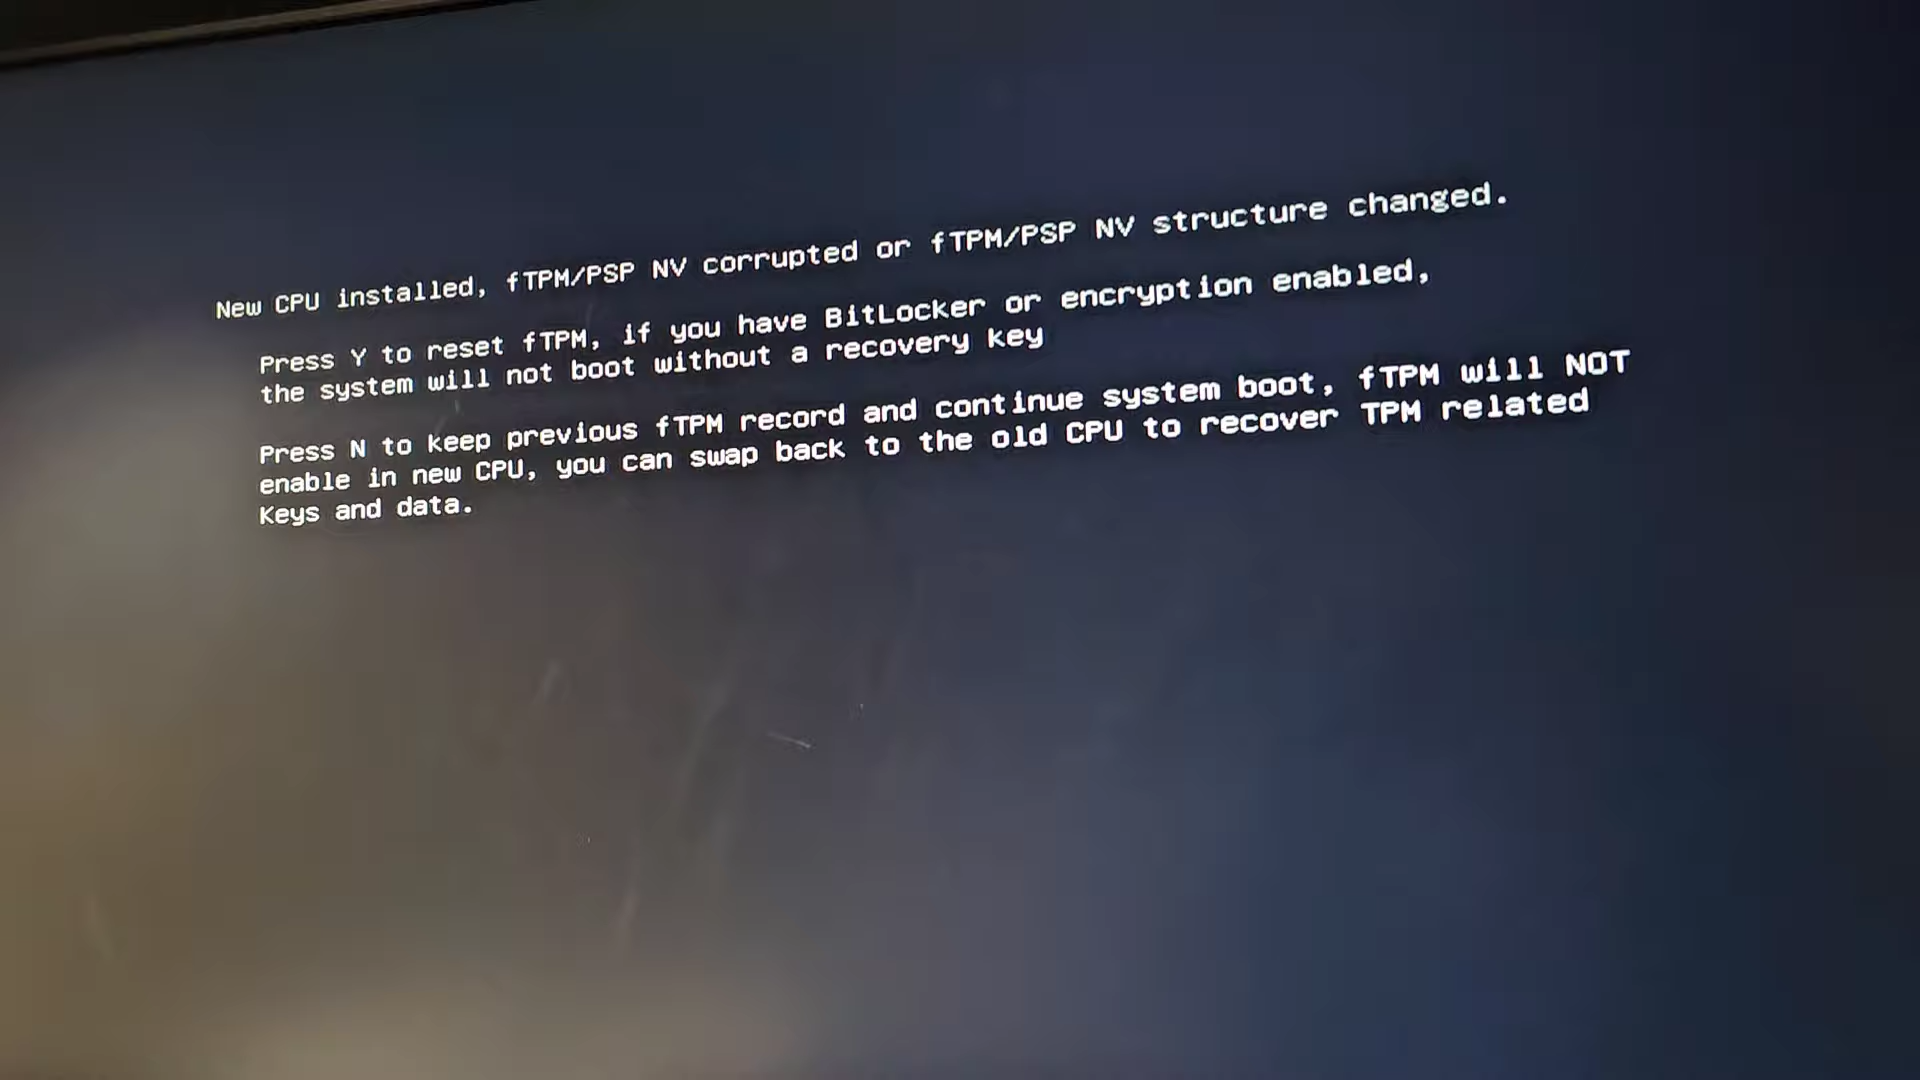 New CPU installed, fTPM/PSP NV corrupted or fTPM/PSP NV structure changed.
Press Y to reset fTPM, if you have BitLocker or encryption enabled,
the system will not boot without a recovery key
Press N to keep previous fTPM record and continue system boot, fTPM will NOT
enable in new CPU, you can swap back to the old CPU to recover TPM related
Keys and data.